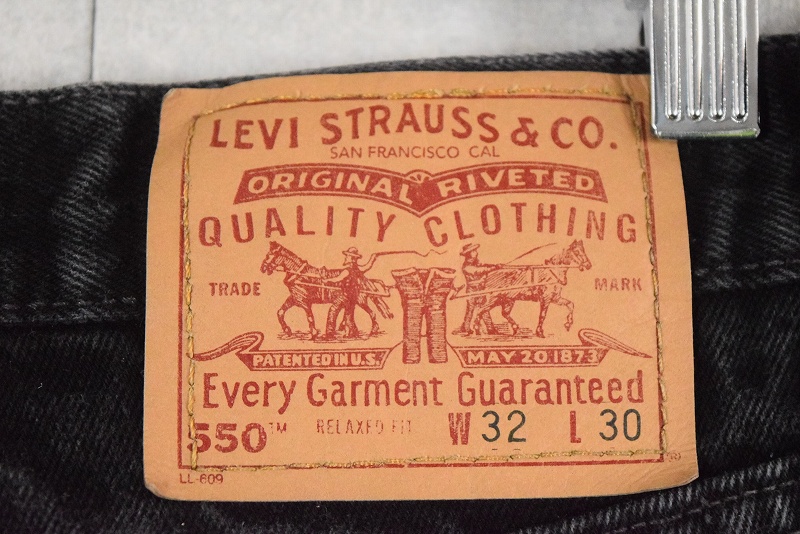 LEVI STRAUSS & CO.
SAN FRANCISCO CAL
ORIGINAL RIVETED
QUALITY CLOTHING
TRADE MARK
PATENTED IN U.S. MAY 20.1873
Every Garment Guaranteed
550™ RELAXED FIT W 32 L 30
LL-609 ®